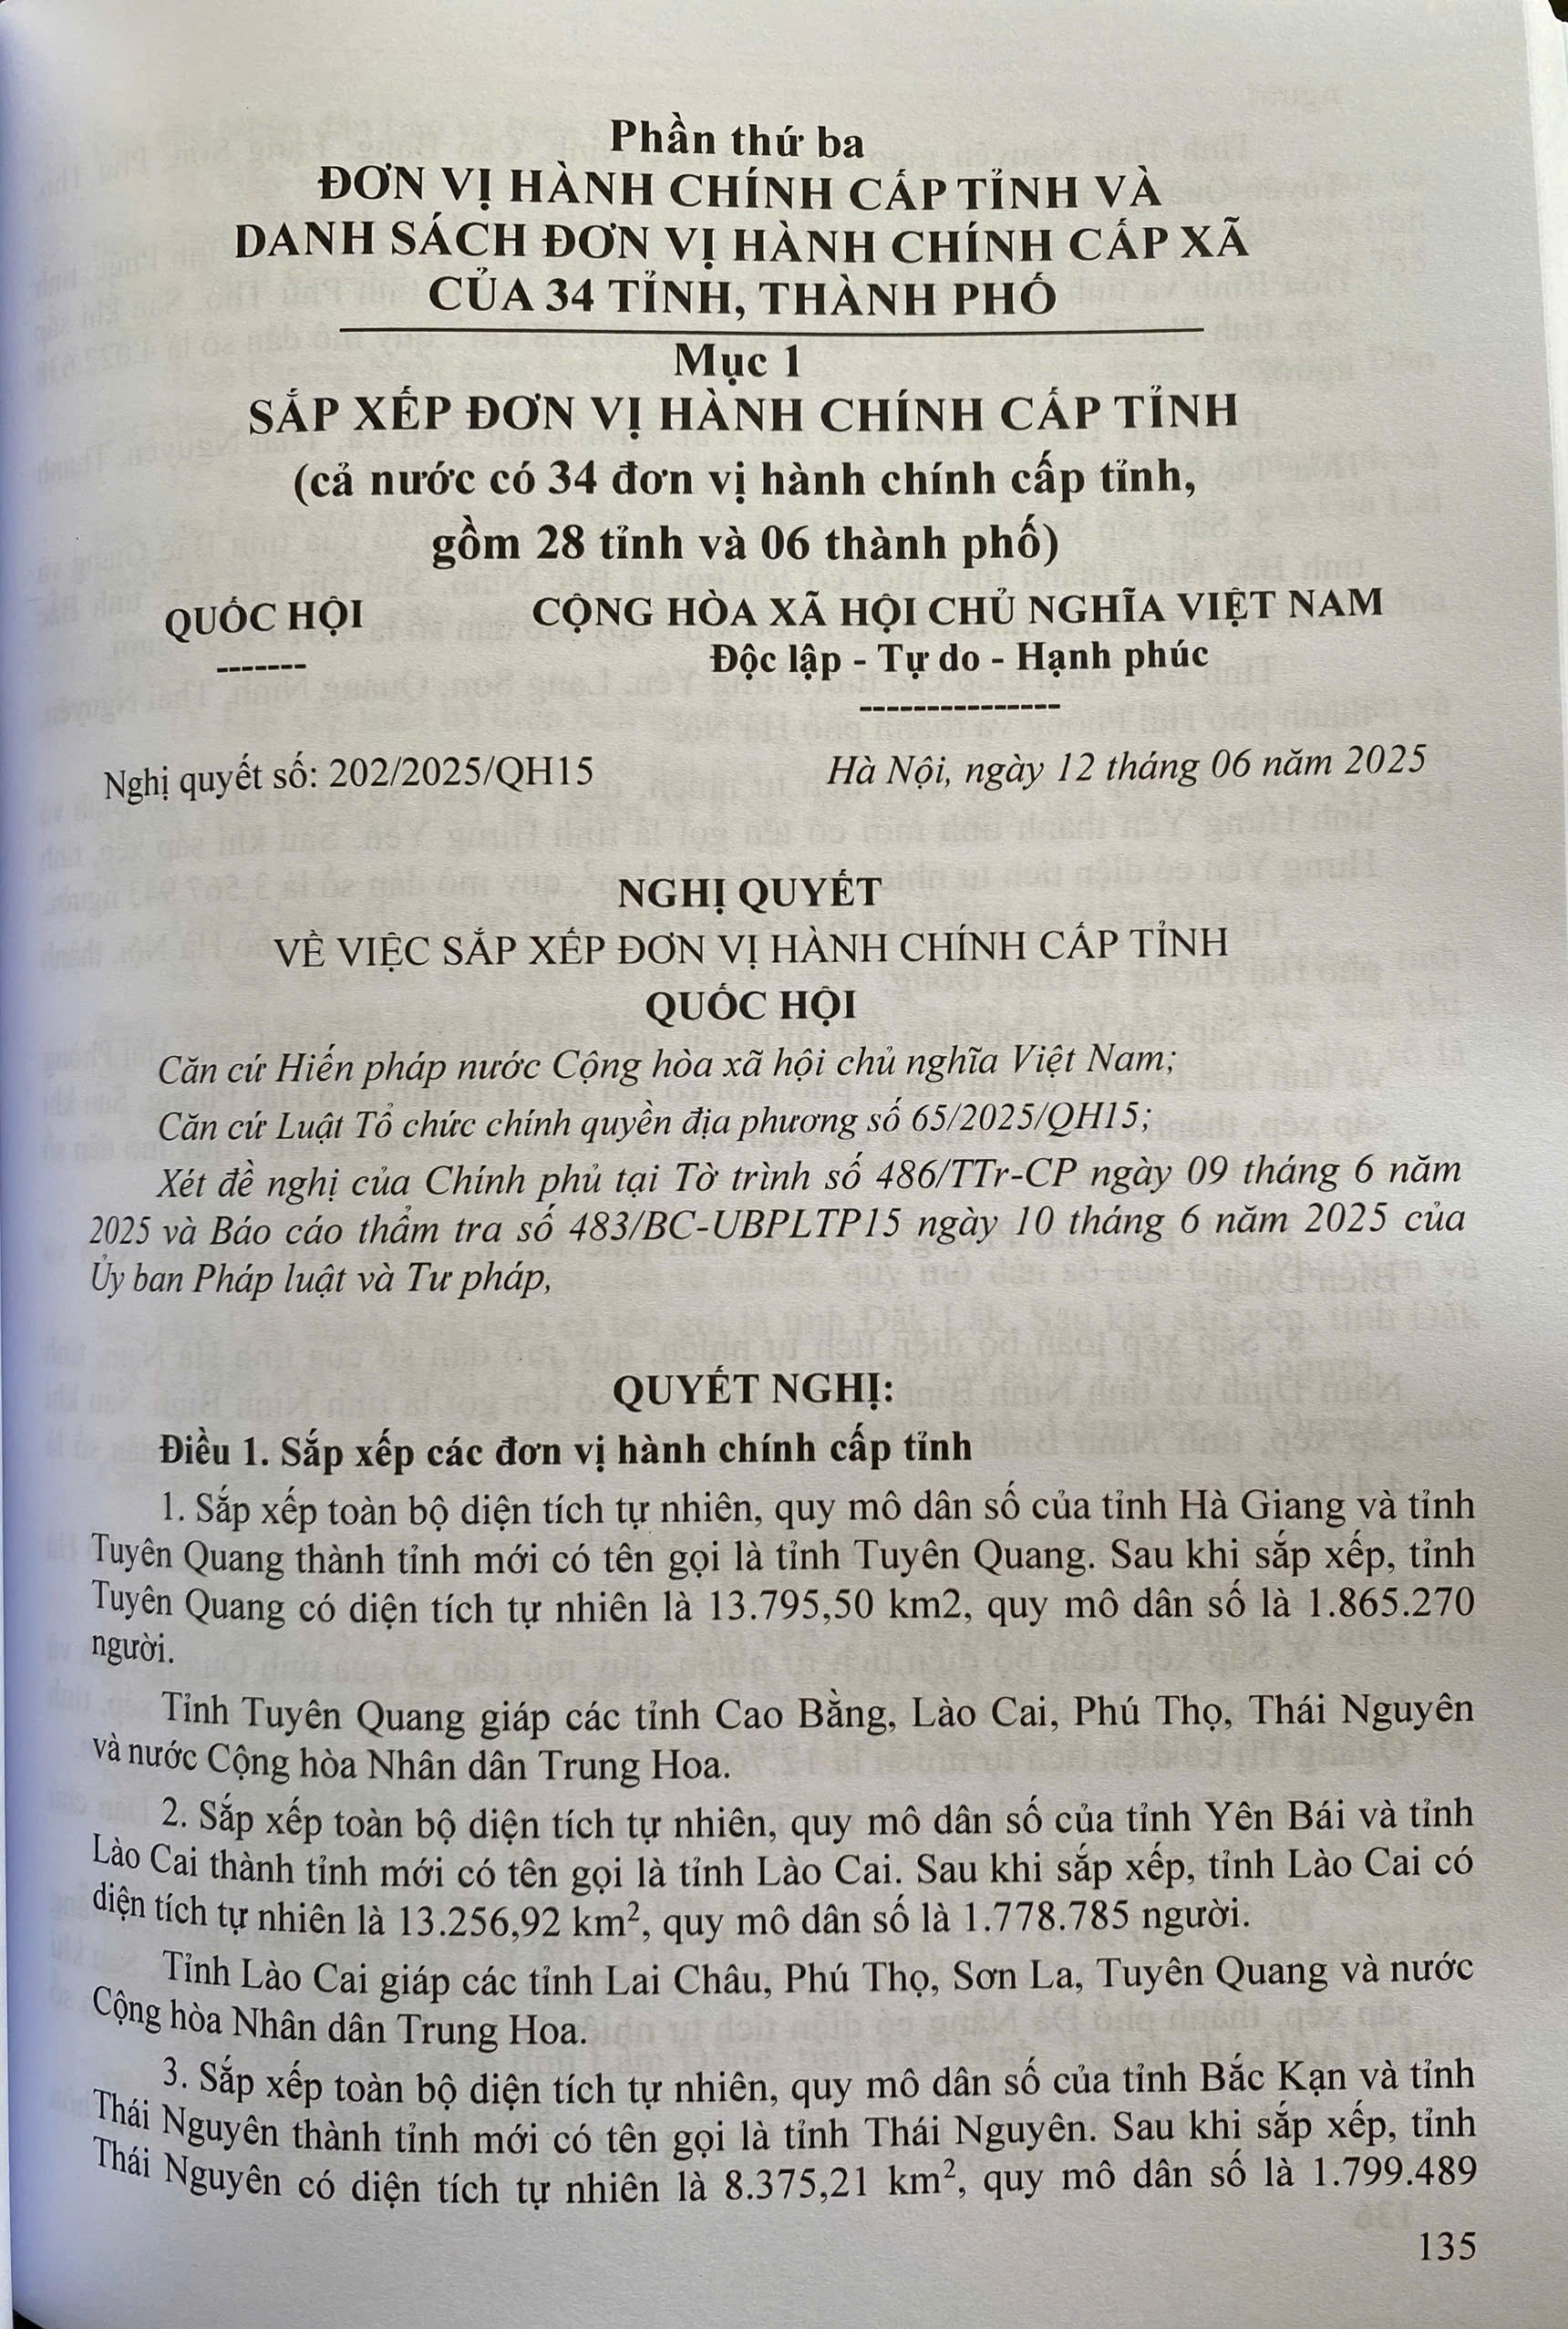 Phần thứ ba
ĐƠN VỊ HÀNH CHÍNH CẤP TỈNH VÀ
DANH SÁCH ĐƠN VỊ HÀNH CHÍNH CẤP XÃ
CỦA 34 TỈNH, THÀNH PHỐ
Mục 1
SẮP XẾP ĐƠN VỊ HÀNH CHÍNH CẤP TỈNH
(cả nước có 34 đơn vị hành chính cấp tỉnh,
gồm 28 tỉnh và 06 thành phố)
QUỐC HỘI
-------
CỘNG HÒA XÃ HỘI CHỦ NGHĨA VIỆT NAM
Độc lập - Tự do - Hạnh phúc
---------------
Nghị quyết số: 202/2025/QH15
Hà Nội, ngày 12 tháng 06 năm 2025
NGHỊ QUYẾT
VỀ VIỆC SẮP XẾP ĐƠN VỊ HÀNH CHÍNH CẤP TỈNH
QUỐC HỘI
Căn cứ Hiến pháp nước Cộng hòa xã hội chủ nghĩa Việt Nam;
Căn cứ Luật Tổ chức chính quyền địa phương số 65/2025/QH15;
Xét đề nghị của Chính phủ tại Tờ trình số 486/TTr-CP ngày 09 tháng 6 năm
2025 và Báo cáo thẩm tra số 483/BC-UBPLTP15 ngày 10 tháng 6 năm 2025 của
Ủy ban Pháp luật và Tư pháp,
QUYẾT NGHỊ:
Điều 1. Sắp xếp các đơn vị hành chính cấp tỉnh
1. Sắp xếp toàn bộ diện tích tự nhiên, quy mô dân số của tỉnh Hà Giang và tỉnh
Tuyên Quang thành tỉnh mới có tên gọi là tỉnh Tuyên Quang. Sau khi sắp xếp, tỉnh
Tuyên Quang có diện tích tự nhiên là 13.795,50 km2, quy mô dân số là 1.865.270
người.
Tỉnh Tuyên Quang giáp các tỉnh Cao Bằng, Lào Cai, Phú Thọ, Thái Nguyên
và nước Cộng hòa Nhân dân Trung Hoa.
2. Sắp xếp toàn bộ diện tích tự nhiên, quy mô dân số của tỉnh Yên Bái và tỉnh
Lào Cai thành tỉnh mới có tên gọi là tỉnh Lào Cai. Sau khi sắp xếp, tỉnh Lào Cai có
diện tích tự nhiên là 13.256,92 km², quy mô dân số là 1.778.785 người.
Tỉnh Lào Cai giáp các tỉnh Lai Châu, Phú Thọ, Sơn La, Tuyên Quang và nước
Cộng hòa Nhân dân Trung Hoa.
3. Sắp xếp toàn bộ diện tích tự nhiên, quy mô dân số của tỉnh Bắc Kạn và tỉnh
Thái Nguyên thành tỉnh mới có tên gọi là tỉnh Thái Nguyên. Sau khi sắp xếp, tỉnh
Thái Nguyên có diện tích tự nhiên là 8.375,21 km², quy mô dân số là 1.799.489
135